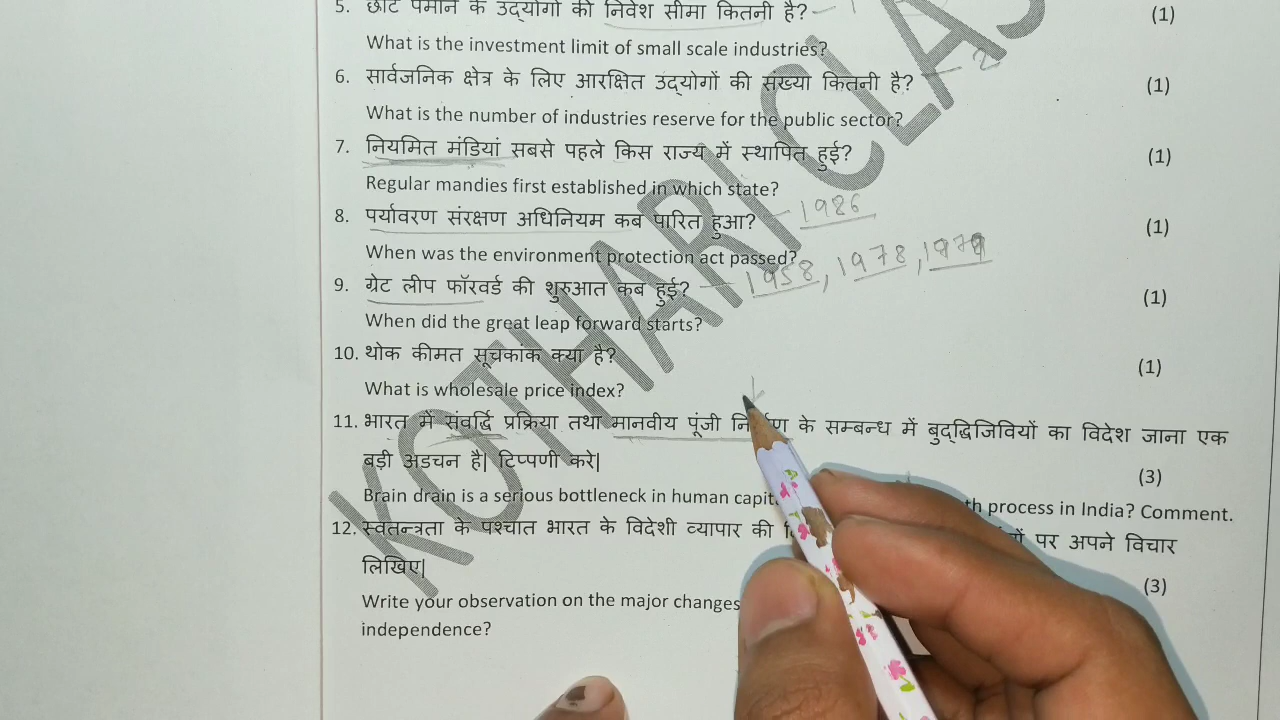 5. छोटे पैमाने के उद्योगों की निवेश सीमा कितनी है? (1)
What is the investment limit of small scale industries?
6. सार्वजनिक क्षेत्र के लिए आरक्षित उद्योगों की संख्या कितनी है? — 2 (1)
What is the number of industries reserve for the public sector?
7. नियमित मंडियां सबसे पहले किस राज्य में स्थापित हुई? (1)
Regular mandies first established in which state?
8. पर्यावरण संरक्षण अधिनियम कब पारित हुआ? — 1986 (1)
When was the environment protection act passed?
9. ग्रेट लीप फॉरवर्ड की शुरुआत कब हुई? — 1958, 1978, (1)
When did the great leap forward starts?
10. थोक कीमत सूचकांक क्या है? (1)
What is wholesale price index?
11. भारत में संवर्द्धि प्रक्रिया तथा मानवीय पूंजी के सम्बन्ध में बुद्धिजिवियों का विदेश जाना एक
बड़ी अडचन है| टिप्पणी करे| (3)
Brain drain is a serious bottleneck in human process in India? Comment.
12. स्वतन्त्रता के पश्चात भारत के विदेशी व्यापार की पर अपने विचार
लिखिए| (3)
Write your observation on the major changes
independence?
KOTHARI CLAS